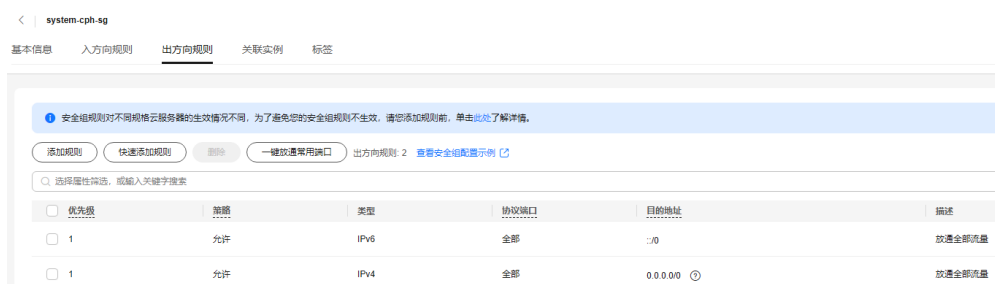 system-cph-sg
基本信息 入方向规则 出方向规则 关联实例 标签
安全组规则对不同规格云服务器的生效情况不同，为了避免您的安全组规则不生效，请您添加规则前，单击此处了解详情。
添加规则 快速添加规则 删除 一键放通常用端口 出方向规则: 2 查看安全组配置示例
选择属性筛选，或输入关键字搜索
优先级 策略 类型 协议端口 目的地址 描述
1 允许 IPv6 全部 ::/0 放通全部流量
1 允许 IPv4 全部 0.0.0.0/0 放通全部流量